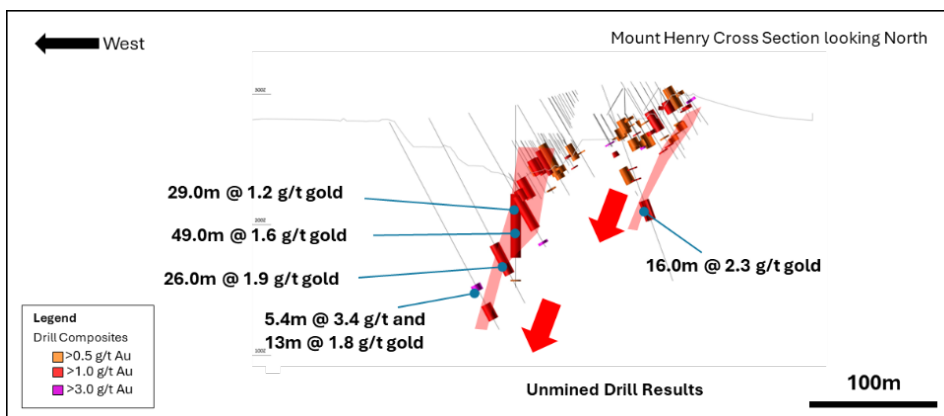 West
Mount Henry Cross Section looking North
29.0m @ 1.2 g/t gold
49.0m @ 1.6 g/t gold
26.0m @ 1.9 g/t gold
16.0m @ 2.3 g/t gold
5.4m @ 3.4 g/t and
13m @ 1.8 g/t gold
Legend
Drill Composites
>0.5 g/t Au
>1.0 g/t Au
>3.0 g/t Au
Unmined Drill Results
100m